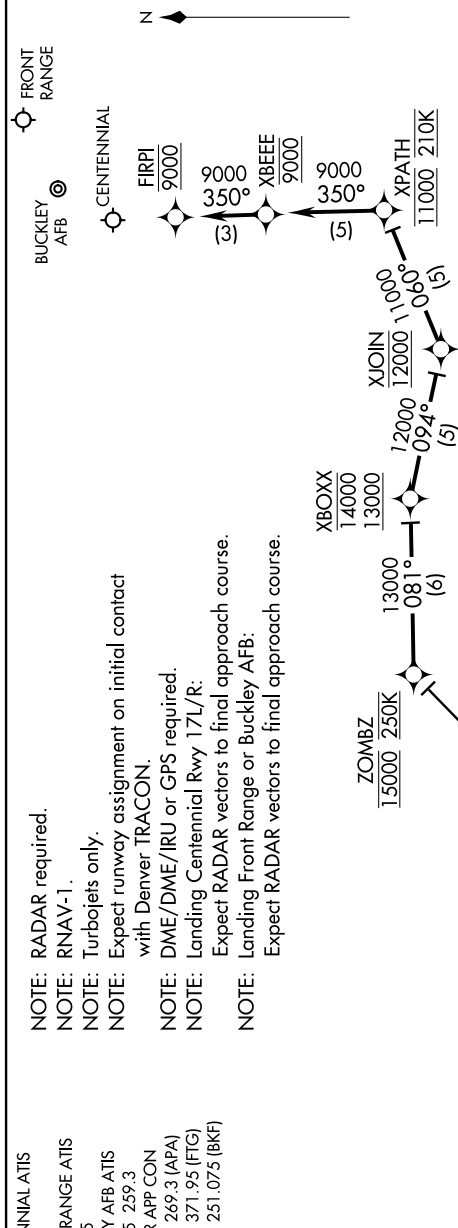 NNIAL ATIS
RANGE ATIS
5
Y AFB ATIS
5 259.3
R APP CON
269.3 (APA)
371.95 (FTG)
251.075 (BKF)
NOTE: RADAR required.
NOTE: RNAV-1.
NOTE: Turbojets only.
NOTE: Expect runway assignment on initial contact
with Denver TRACON.
NOTE: DME/DME/IRU or GPS required.
NOTE: Landing Centennial Rwy 17L/R:
Expect RADAR vectors to final approach course.
NOTE: Landing Front Range or Buckley AFB:
Expect RADAR vectors to final approach course.
FRONT
RANGE
BUCKLEY
AFB
CENTENNIAL
N
FIRPI
9000
9000
350°
(3)
XBEEE
9000
9000
350°
(5)
XPATH
11000 210K
11000
060°
(5)
XJOIN
12000
12000
094°
(5)
XBOXX
14000
13000
13000
081°
(6)
ZOMBZ
15000 250K